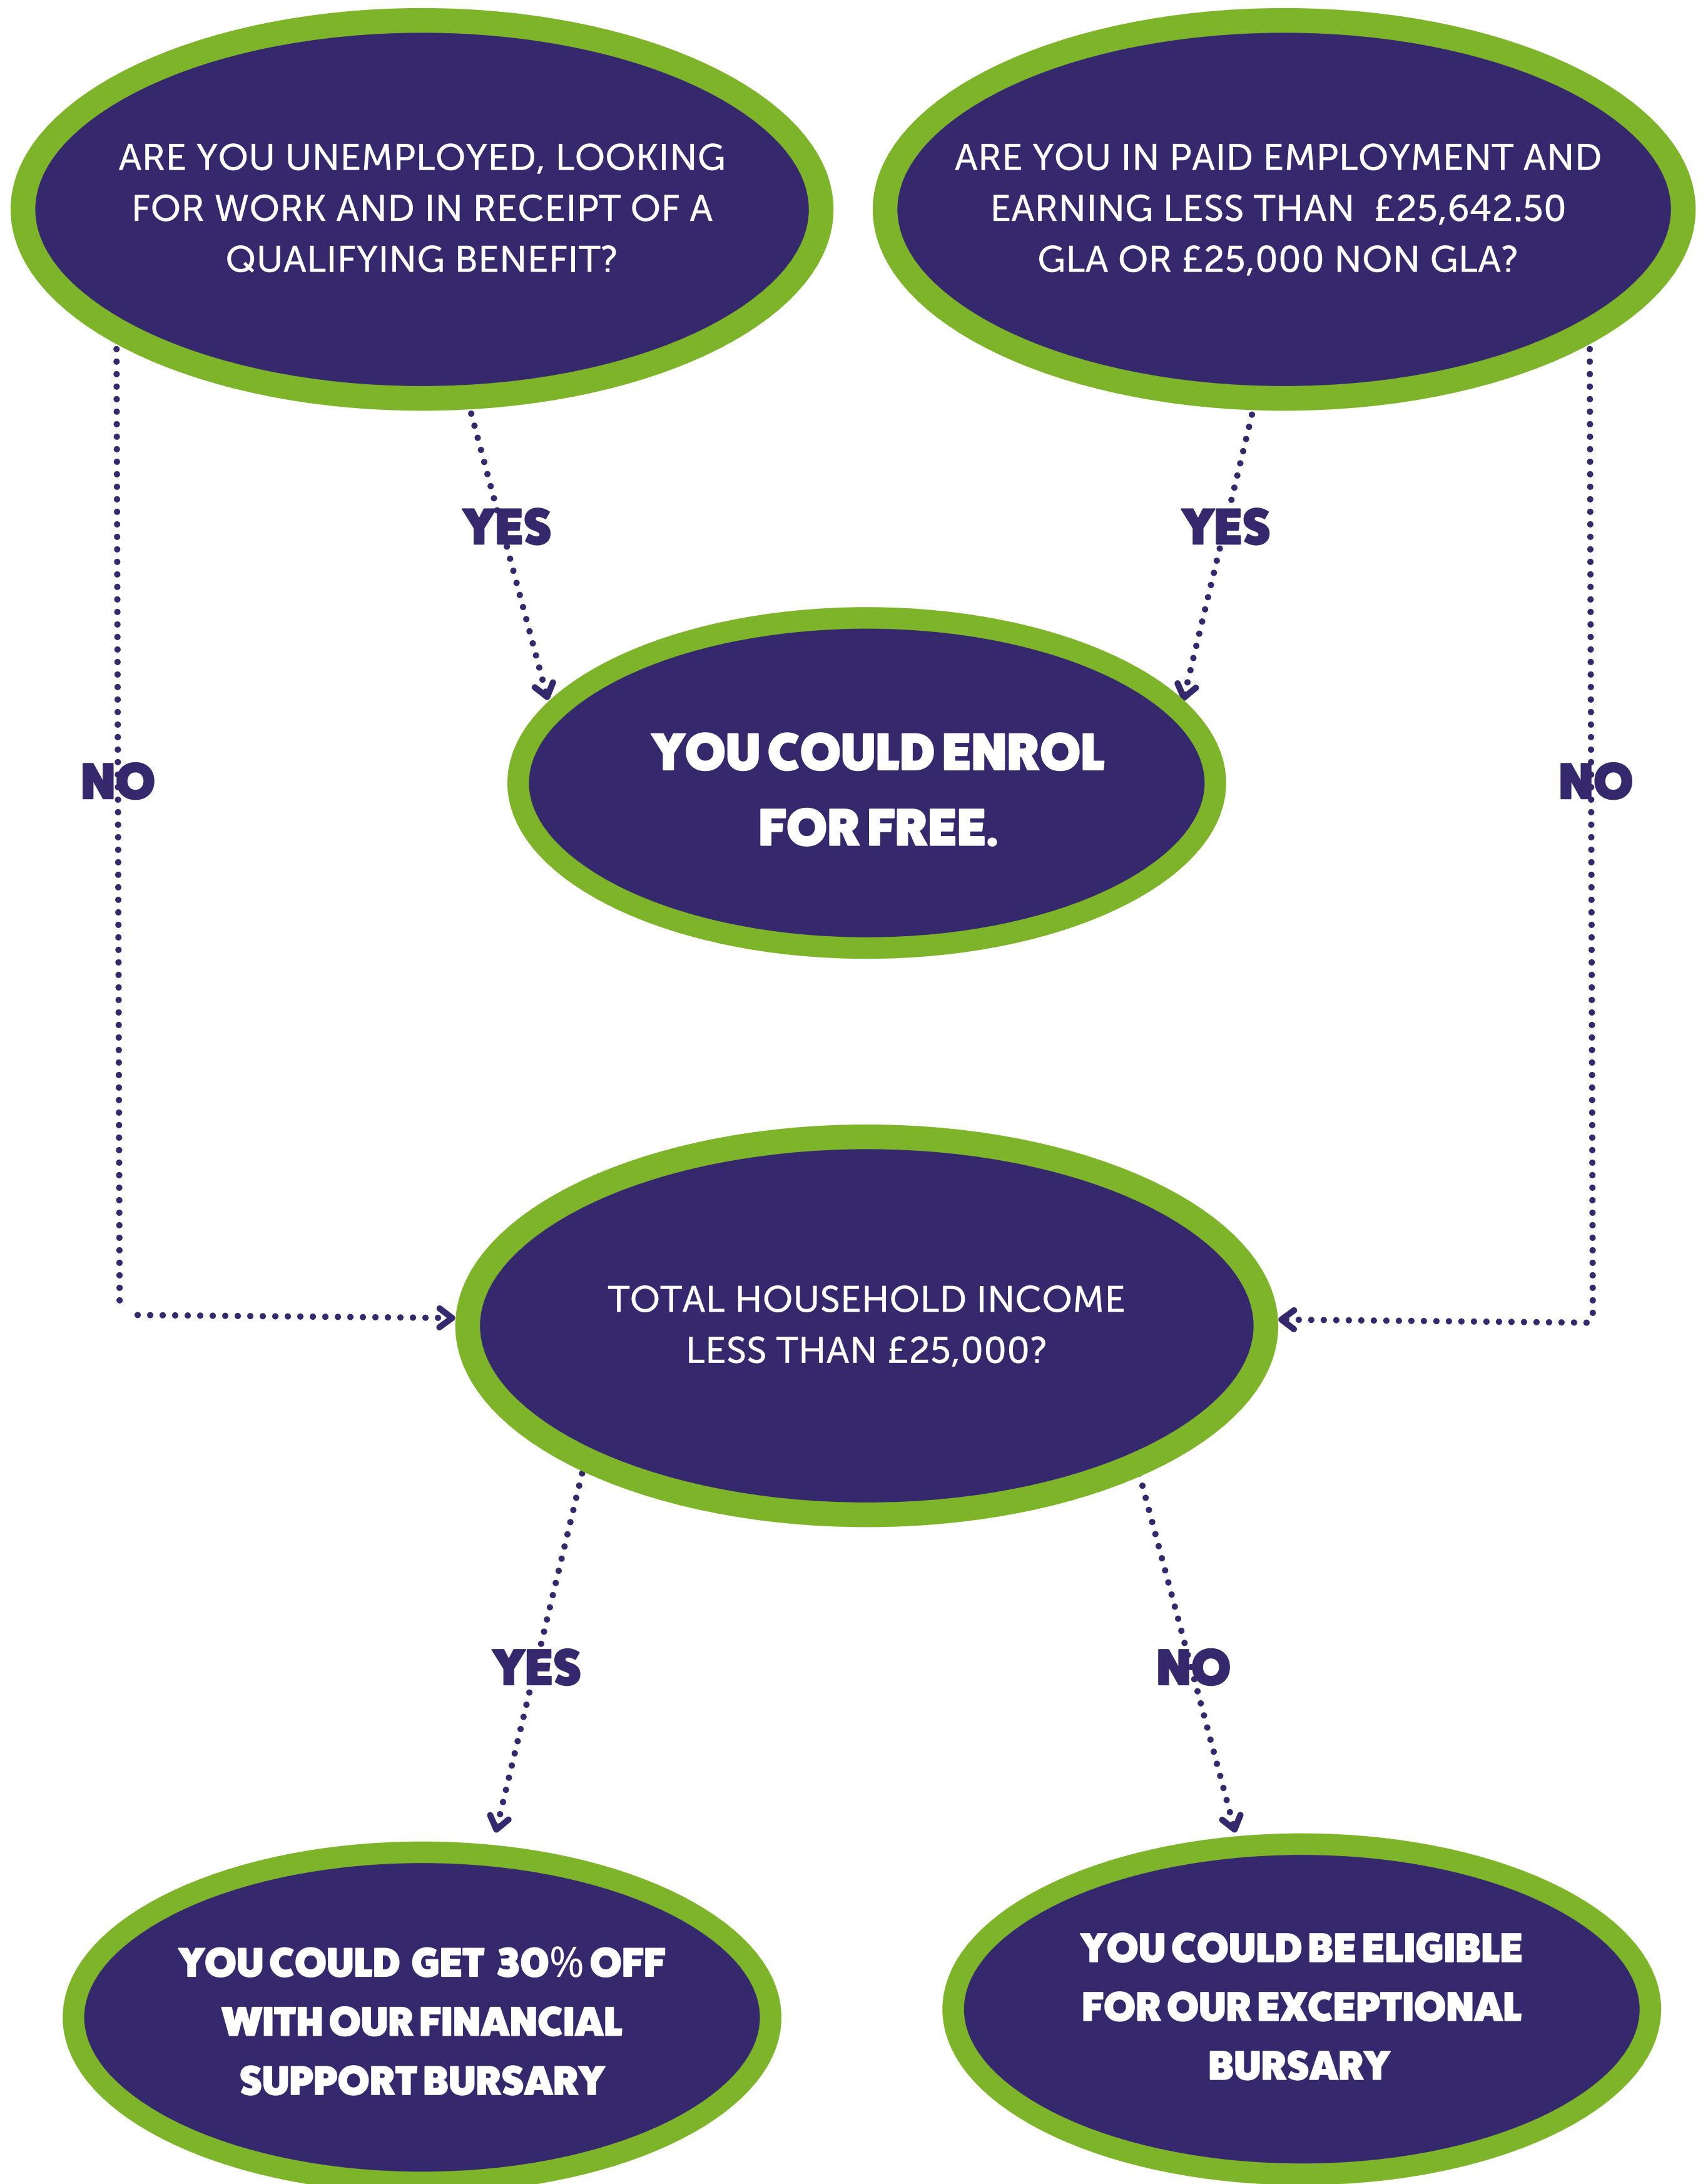 ARE YOU UNEMPLOYED, LOOKING
FOR WORK AND IN RECEIPT OF A
QUALIFYING BENEFIT?
ARE YOU IN PAID EMPLOYMENT AND
EARNING LESS THAN £25,642.50
GLA OR £25,000 NON GLA?
YES
YES
YOU COULD ENROL
FOR FREE.
NO
NO
TOTAL HOUSEHOLD INCOME
LESS THAN £25,000?
YES
NO
YOU COULD GET 30% OFF
WITH OUR FINANCIAL
SUPPORT BURSARY
YOU COULD BE ELIGIBLE
FOR OUR EXCEPTIONAL
BURSARY